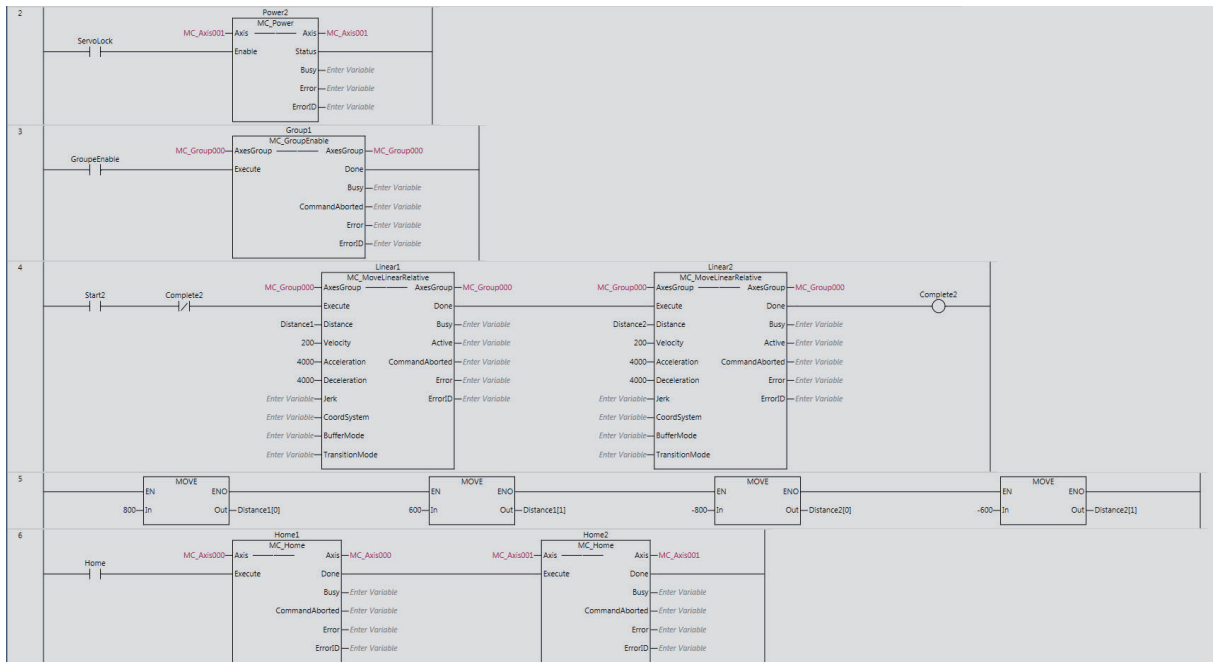 2
Power2
MC_Power
MC_Axis001 Axis Axis MC_Axis001
ServoLock
Enable Status
Busy Enter Variable
Error Enter Variable
ErrorID Enter Variable
3
Group1
MC_GroupEnable
MC_Group000 AxesGroup AxesGroup MC_Group000
GroupeEnable
Execute Done
Busy Enter Variable
CommandAborted Enter Variable
Error Enter Variable
ErrorID Enter Variable
4
Linear1 Linear2
MC_MoveLinearRelative MC_MoveLinearRelative
MC_Group000 AxesGroup AxesGroup MC_Group000 MC_Group000 AxesGroup AxesGroup MC_Group000
Start2 Complete2 Complete2
Execute Done Execute Done
Distance1 Distance Busy Enter Variable Distance2 Distance Busy Enter Variable
200 Velocity Active Enter Variable 200 Velocity Active Enter Variable
4000 Acceleration CommandAborted Enter Variable 4000 Acceleration CommandAborted Enter Variable
4000 Deceleration Error Enter Variable 4000 Deceleration Error Enter Variable
Enter Variable Jerk ErrorID Enter Variable Enter Variable Jerk ErrorID Enter Variable
Enter Variable CoordSystem Enter Variable CoordSystem
Enter Variable BufferMode Enter Variable BufferMode
Enter Variable TransitionMode Enter Variable TransitionMode
5
MOVE MOVE MOVE MOVE
EN ENO EN ENO EN ENO EN ENO
800 In Out Distance1[0] 600 In Out Distance1[1] -800 In Out Distance2[0] -600 In Out Distance2[1]
6
Home1 Home2
MC_Home MC_Home
MC_Axis000 Axis Axis MC_Axis000 MC_Axis001 Axis Axis MC_Axis001
Home
Execute Done Execute Done
Busy Enter Variable Busy Enter Variable
CommandAborted Enter Variable CommandAborted Enter Variable
Error Enter Variable Error Enter Variable
ErrorID Enter Variable ErrorID Enter Variable